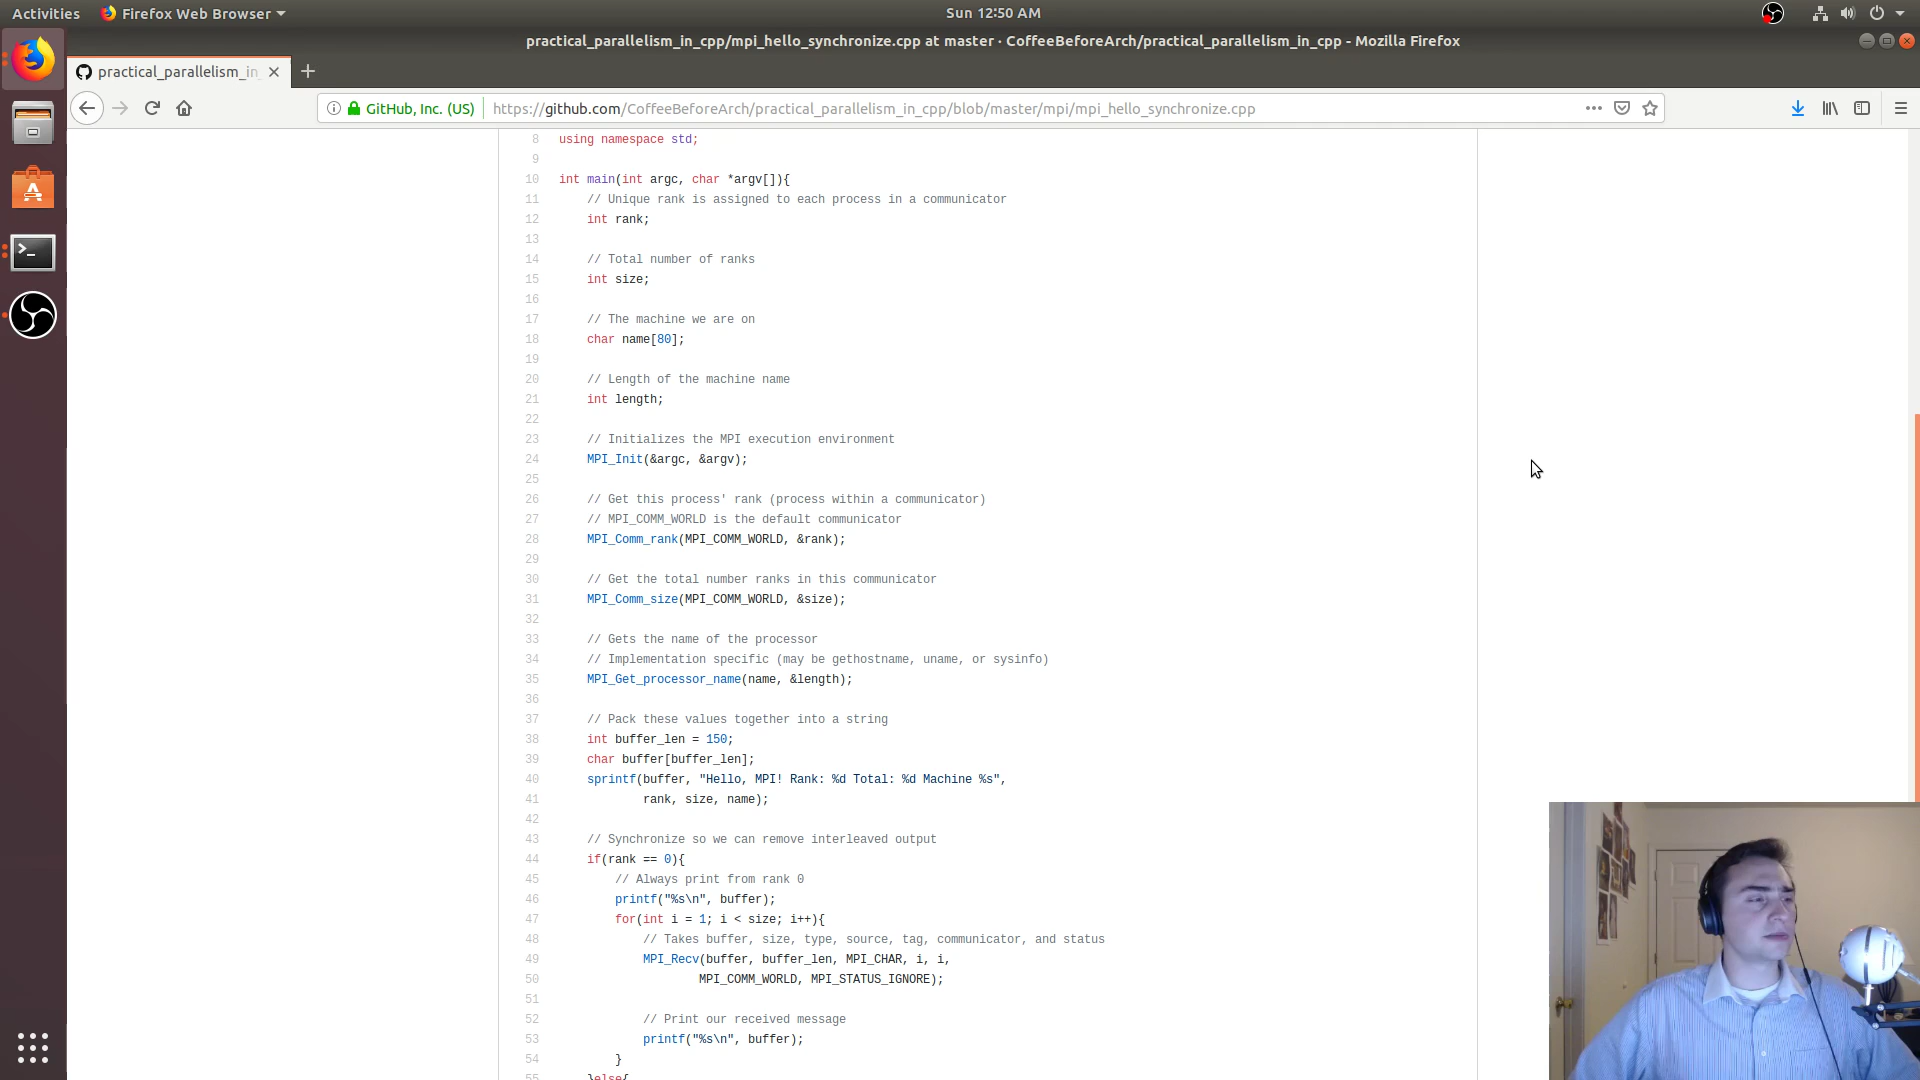 Activities
Firefox Web Browser
Sun 12:50 AM
practical_parallelism_in_cpp/mpi_hello_synchronize.cpp at master · CoffeeBeforeArch/practical_parallelism_in_cpp - Mozilla Firefox
practical_parallelism_in_
GitHub, Inc. (US)
https://github.com/CoffeeBeforeArch/practical_parallelism_in_cpp/blob/master/mpi/mpi_hello_synchronize.cpp
8 using namespace std;
9
10 int main(int argc, char *argv[]){
11 // Unique rank is assigned to each process in a communicator
12 int rank;
13
14 // Total number of ranks
15 int size;
16
17 // The machine we are on
18 char name[80];
19
20 // Length of the machine name
21 int length;
22
23 // Initializes the MPI execution environment
24 MPI_Init(&argc, &argv);
25
26 // Get this process' rank (process within a communicator)
27 // MPI_COMM_WORLD is the default communicator
28 MPI_Comm_rank(MPI_COMM_WORLD, &rank);
29
30 // Get the total number ranks in this communicator
31 MPI_Comm_size(MPI_COMM_WORLD, &size);
32
33 // Gets the name of the processor
34 // Implementation specific (may be gethostname, uname, or sysinfo)
35 MPI_Get_processor_name(name, &length);
36
37 // Pack these values together into a string
38 int buffer_len = 150;
39 char buffer[buffer_len];
40 sprintf(buffer, "Hello, MPI! Rank: %d Total: %d Machine %s",
41 rank, size, name);
42
43 // Synchronize so we can remove interleaved output
44 if(rank == 0){
45 // Always print from rank 0
46 printf("%s\n", buffer);
47 for(int i = 1; i < size; i++){
48 // Takes buffer, size, type, source, tag, communicator, and status
49 MPI_Recv(buffer, buffer_len, MPI_CHAR, i, i,
50 MPI_COMM_WORLD, MPI_STATUS_IGNORE);
51
52 // Print our received message
53 printf("%s\n", buffer);
54 }
55 }else{